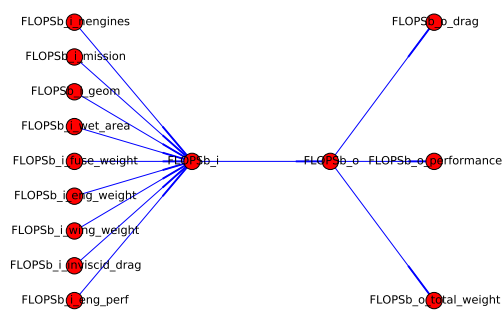 FLOPSb_i_nengines
FLOPSb_o_drag
FLOPSb_i_mission
FLOPSb_i_geom
FLOPSb_i_wet_area
FLOPSb_i_fuse_weight
FLOPSb_i
FLOPSb_o
FLOPSb_o_performance
FLOPSb_i_eng_weight
FLOPSb_i_wing_weight
FLOPSb_i_inviscid_drag
FLOPSb_i_eng_perf
FLOPSb_o_total_weight